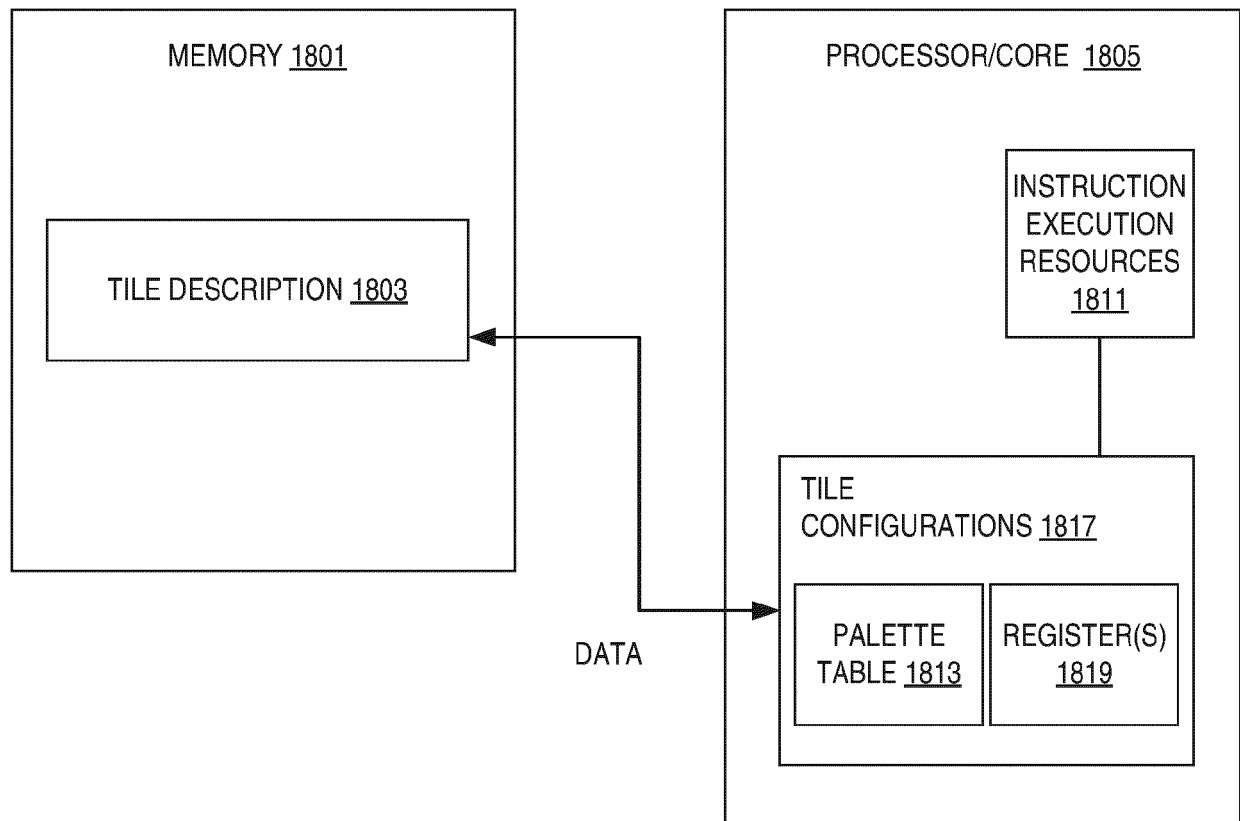 MEMORY 1801
TILE DESCRIPTION 1803
DATA
PROCESSOR/CORE 1805
INSTRUCTION
EXECUTION
RESOURCES
1811
TILE
CONFIGURATIONS 1817
PALETTE
TABLE 1813
REGISTER(S)
1819